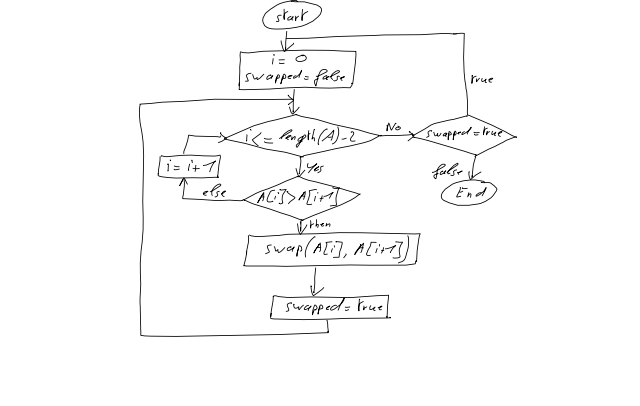 start
i = 0
swapped = false
i <= length(A)-2
No
swapped = true
true
false
End
Yes
i = i+1
else
A[i] > A[i+1]
then
swap(A[i], A[i+1])
swapped = true